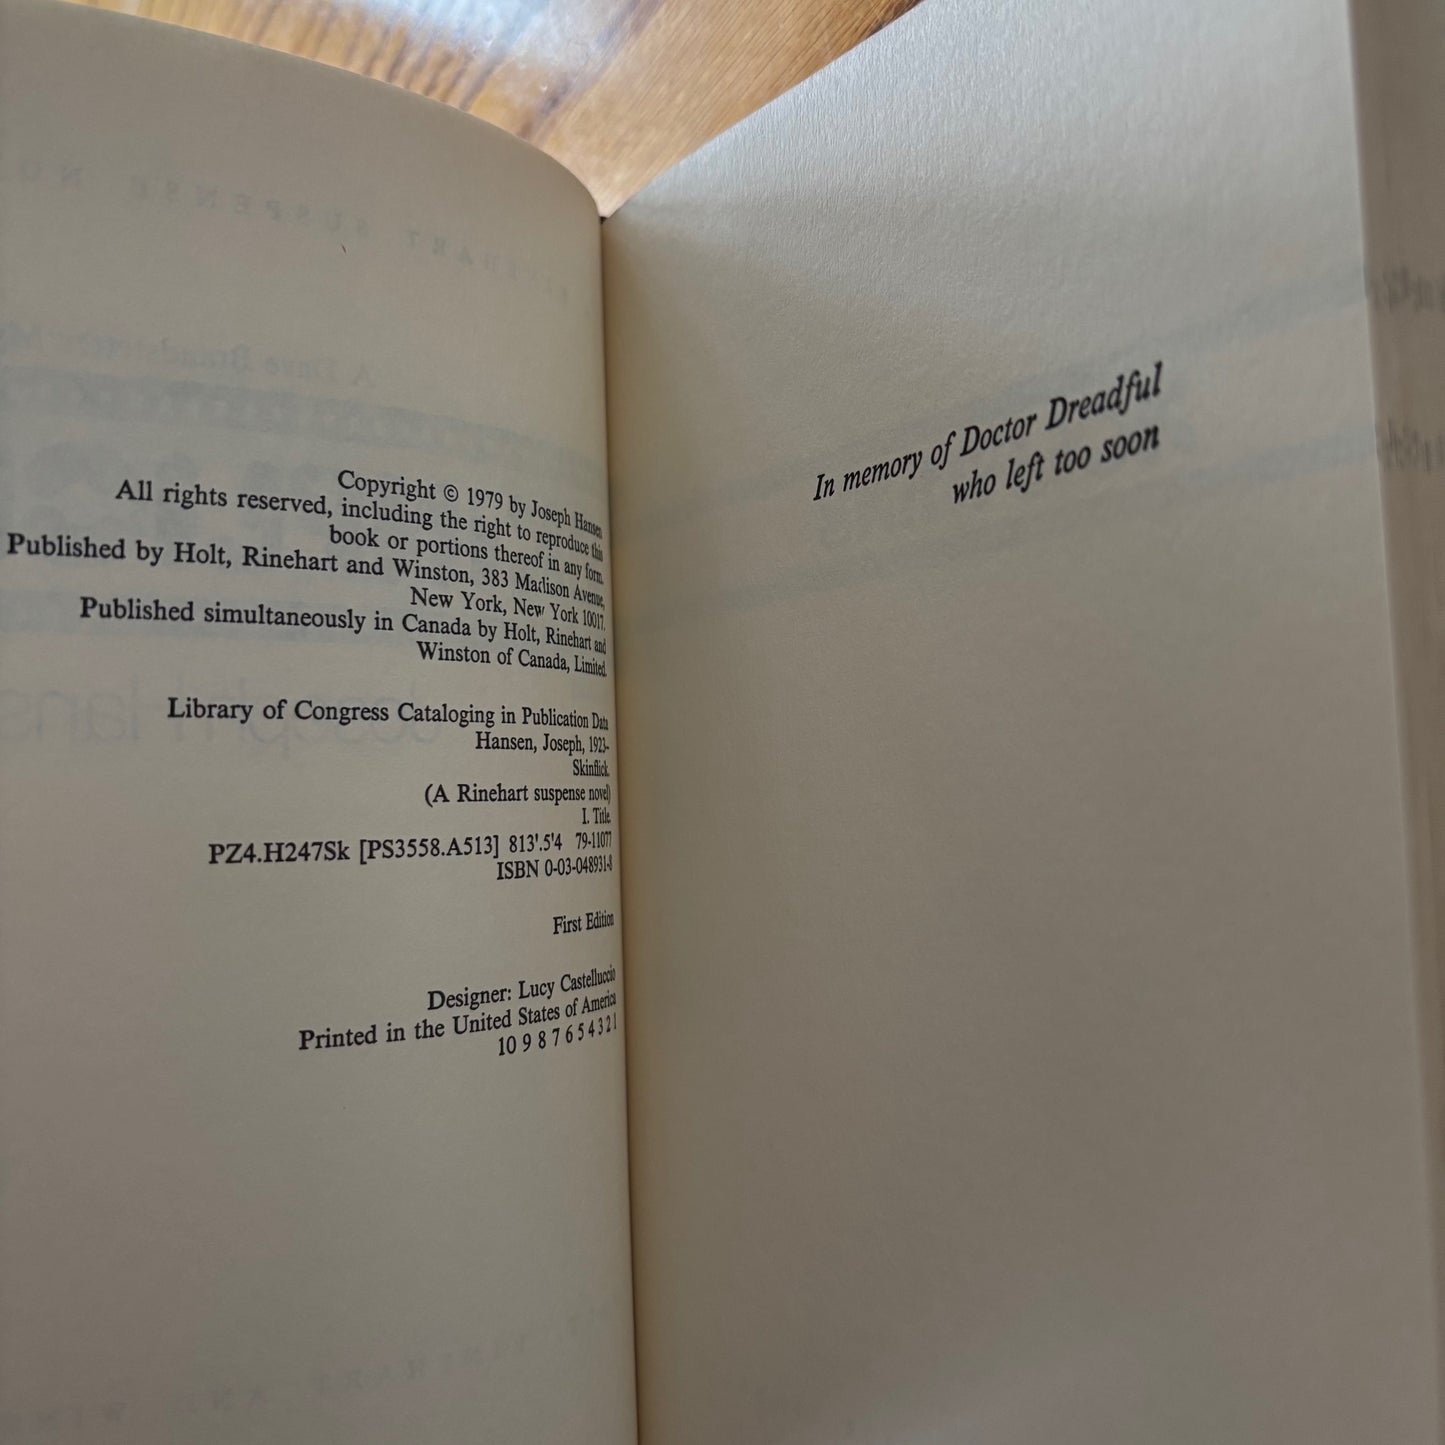 Copyright © 1979 by Joseph Hansen
All rights reserved, including the right to reproduce this
book or portions thereof in any form.
Published by Holt, Rinehart and Winston, 383 Madison Avenue,
New York, New York 10017.
Published simultaneously in Canada by Holt, Rinehart and
Winston of Canada, Limited.
Library of Congress Cataloging in Publication Data
Hansen, Joseph, 1923-
Skinflick.
(A Rinehart suspense novel)
I. Title.
PZ4.H247Sk [PS3558.A513] 813'.5'4 79-11077
ISBN 0-03-048931-8
First Edition
Designer: Lucy Castelluccio
Printed in the United States of America
10 9 8 7 6 5 4 3 2 1
In memory of Doctor Dreadful
who left too soon